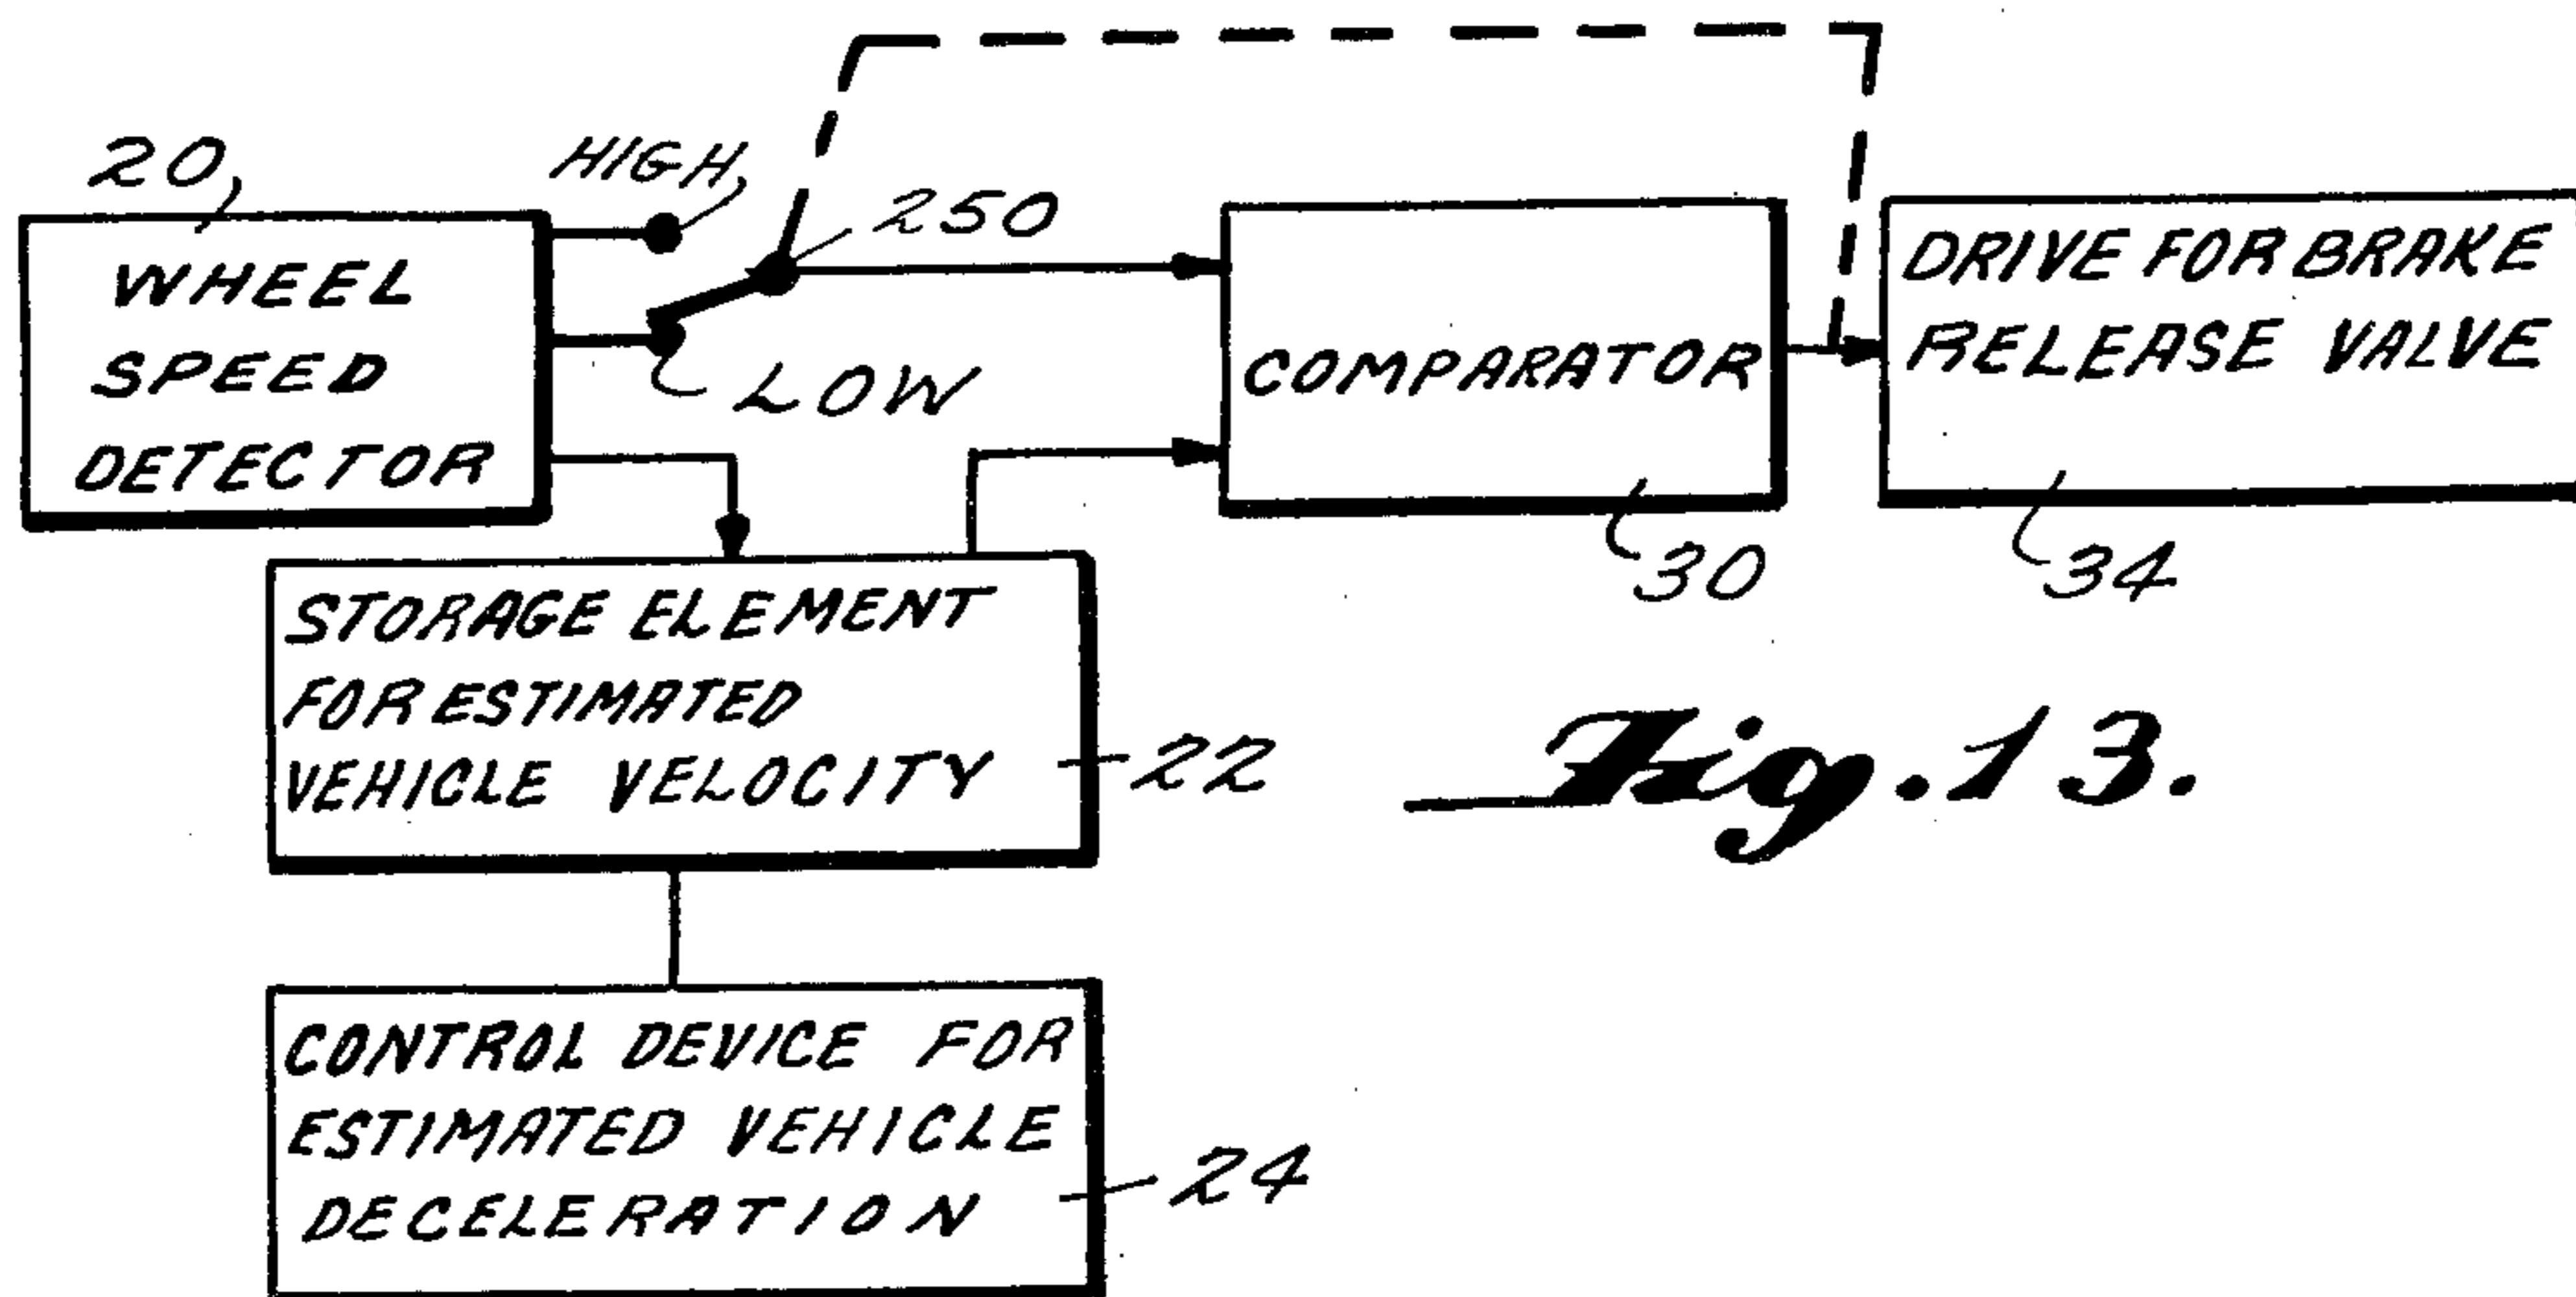 20
HIGH
250
WHEEL
SPEED
DETECTOR
LOW
COMPARATOR
30
DRIVE FOR BRAKE
RELEASE VALVE
34
STORAGE ELEMENT
FOR ESTIMATED
VEHICLE VELOCITY
22
Fig. 13.
CONTROL DEVICE FOR
ESTIMATED VEHICLE
DECELERATION
24